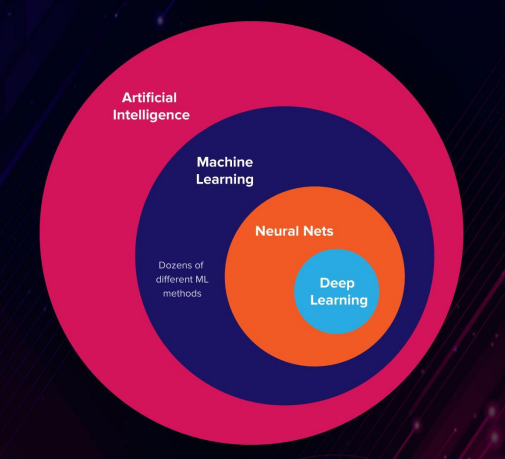 Artificial
Intelligence
Machine
Learning
Neural Nets
Dozens of
different ML
methods
Deep
Learning